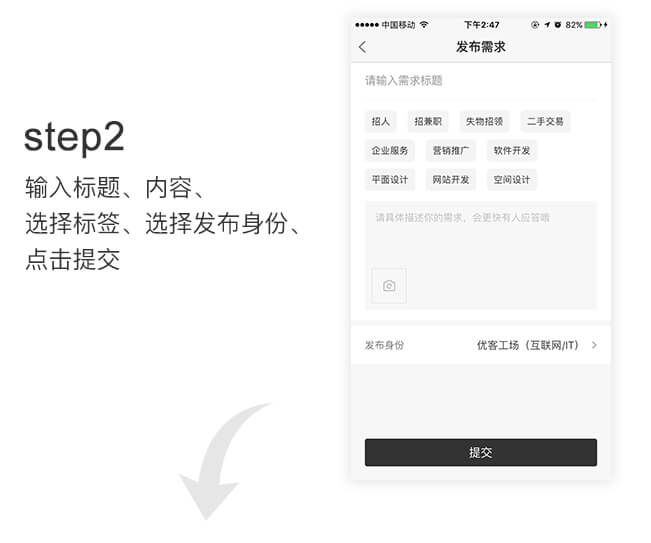 step2
输入标题、内容、
选择标签、选择发布身份、
点击提交
中国移动 下午2:47 82%
发布需求
请输入需求标题
招人 招兼职 失物招领 二手交易
企业服务 营销推广 软件开发
平面设计 网站开发 空间设计
请具体描述你的需求，会更快有人应答哦
发布身份 优客工场（互联网/IT）
提交